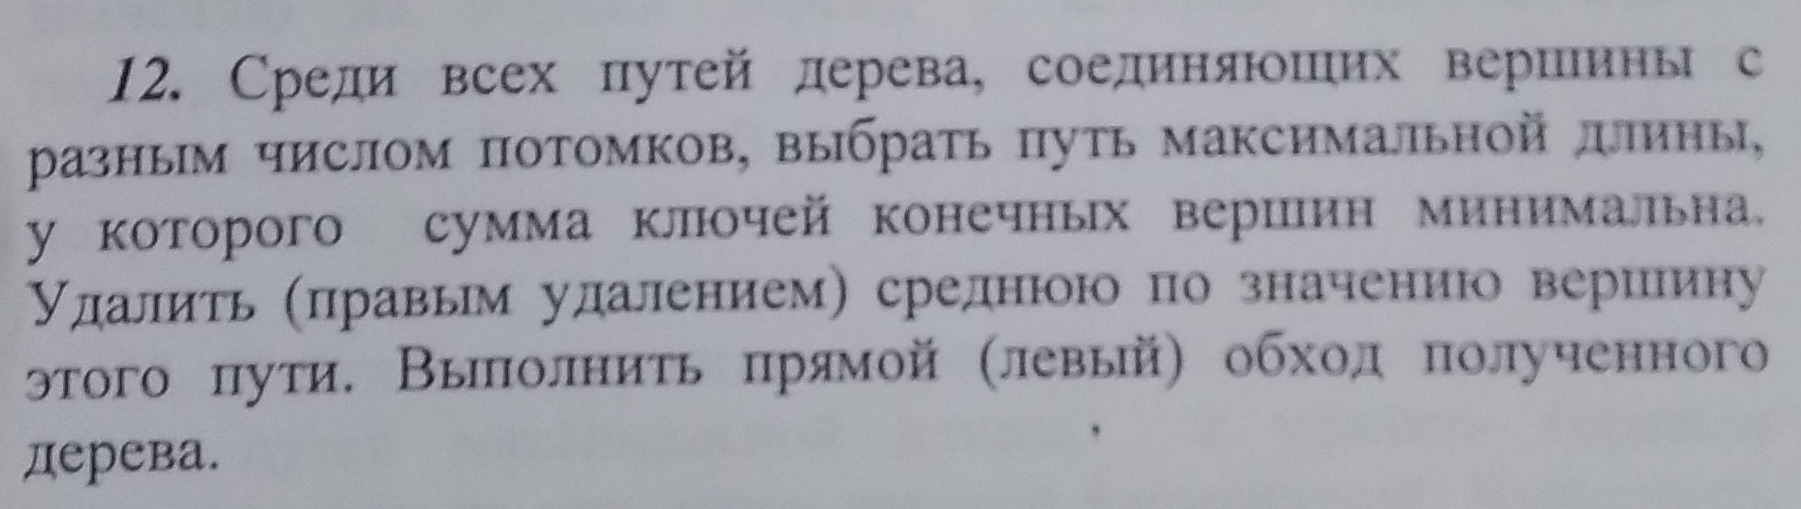 12. Среди всех путей дерева, соединяющих вершины с
разным числом потомков, выбрать путь максимальной длины,
у которого сумма ключей конечных вершин минимальна.
Удалить (правым удалением) среднюю по значению вершину
этого пути. Выполнить прямой (левый) обход полученного
дерева.